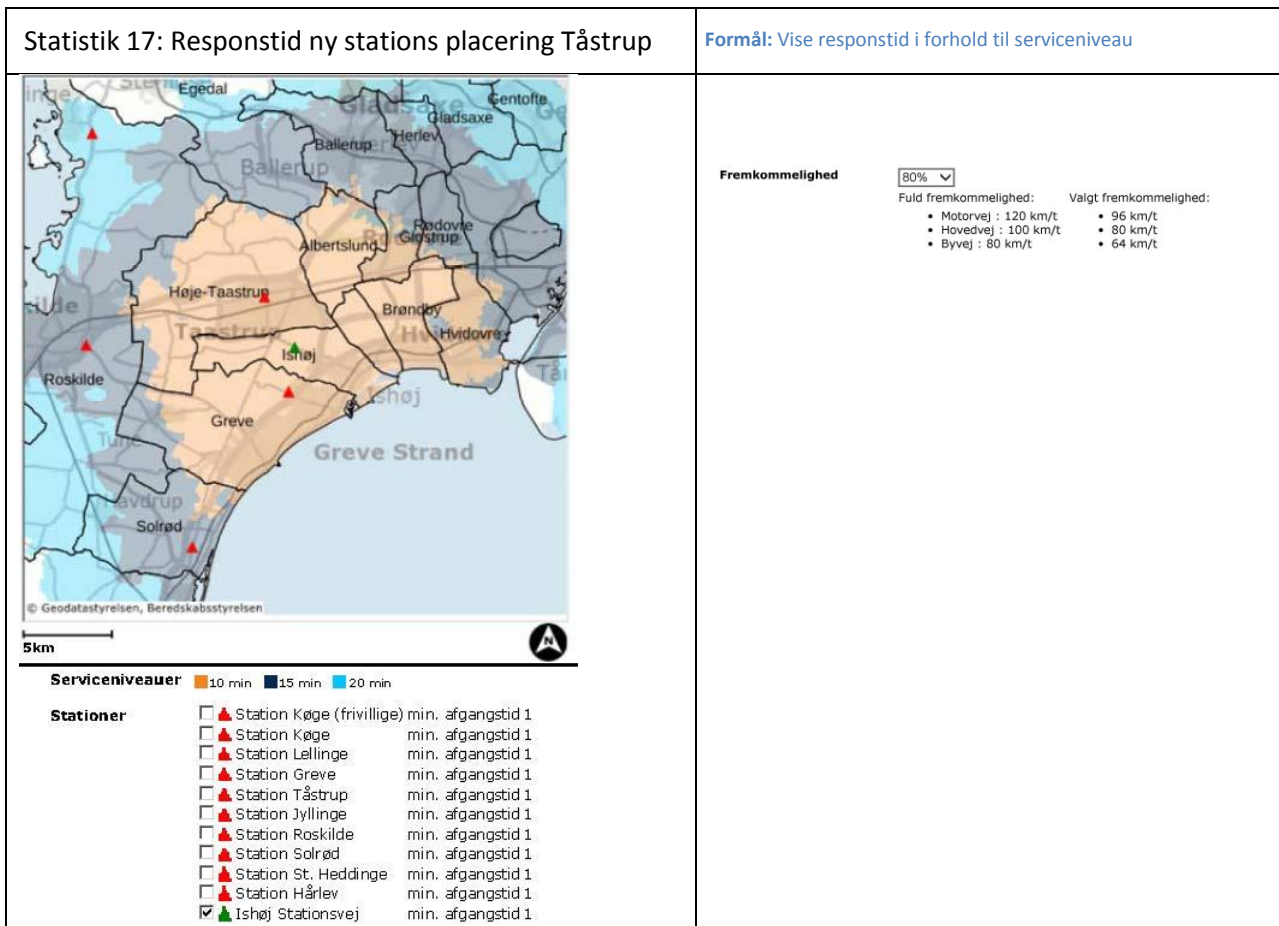 Statistik 17: Responstid ny stations placering Tåstrup
Formål: Vise responstid i forhold til serviceniveau
Egedal
Gentofte
Gladsaxe
Gladsaxe
Herlev
Ballerup
Ballerup
Rødovre
Glostrup
Albertslund
Høje-Taastrup
Taastrup
Brøndby
Hvidovre
Ishøj
Ishøj
Roskilde
Greve
Greve Strand
Tune
Havdrup
Solrød
© Geodatastyrelsen, Beredskabsstyrelsen
5km
N
Serviceniveauer 10 min 15 min 20 min
Stationer
Station Køge (frivillige) min. afgangstid 1
Station Køge min. afgangstid 1
Station Lellinge min. afgangstid 1
Station Greve min. afgangstid 1
Station Tåstrup min. afgangstid 1
Station Jyllinge min. afgangstid 1
Station Roskilde min. afgangstid 1
Station Solrød min. afgangstid 1
Station St. Heddinge min. afgangstid 1
Station Hårlev min. afgangstid 1
Ishøj Stationsvej min. afgangstid 1
Fremkommelighed 80%
Fuld fremkommelighed: Valgt fremkommelighed:
• Motorvej : 120 km/t • 96 km/t
• Hovedvej : 100 km/t • 80 km/t
• Byvej : 80 km/t • 64 km/t